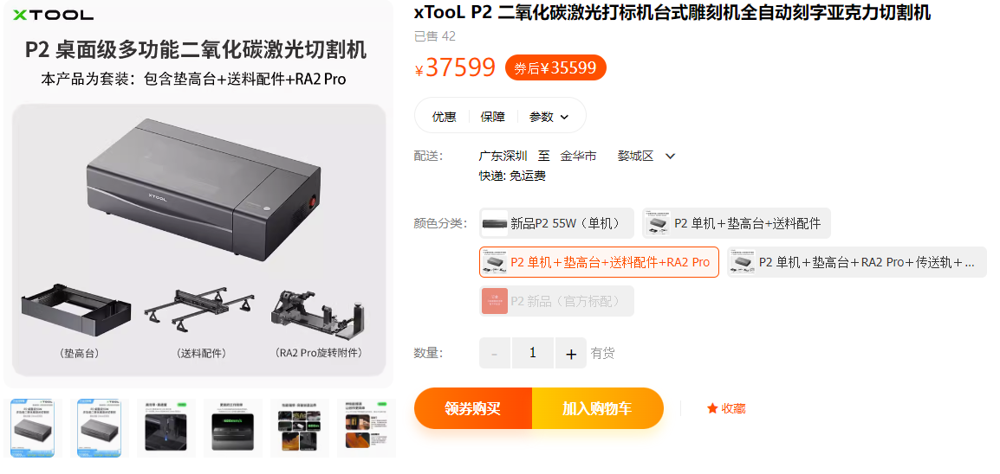 XTOOL
P2 桌面级多功能二氧化碳激光切割机
本产品为套装：包含垫高台+送料配件+RA2 Pro
XTOOL
（垫高台）
（送料配件）
（RA2 Pro旋转附件）
xTooL P2 二氧化碳激光打标机台式雕刻机全自动刻字亚克力切割机
已售 42
¥37599 券后¥35599
优惠 保障 参数
配送： 广东深圳 至 金华市 婺城区
快递: 免运费
颜色分类： 新品P2 55W（单机） P2 单机＋垫高台+送料配件
P2 单机＋垫高台+送料配件+RA2 Pro P2 单机＋垫高台＋RA2 Pro＋传送轨＋...
P2 新品（官方标配）
数量： - 1 + 有货
领券购买 加入购物车 收藏